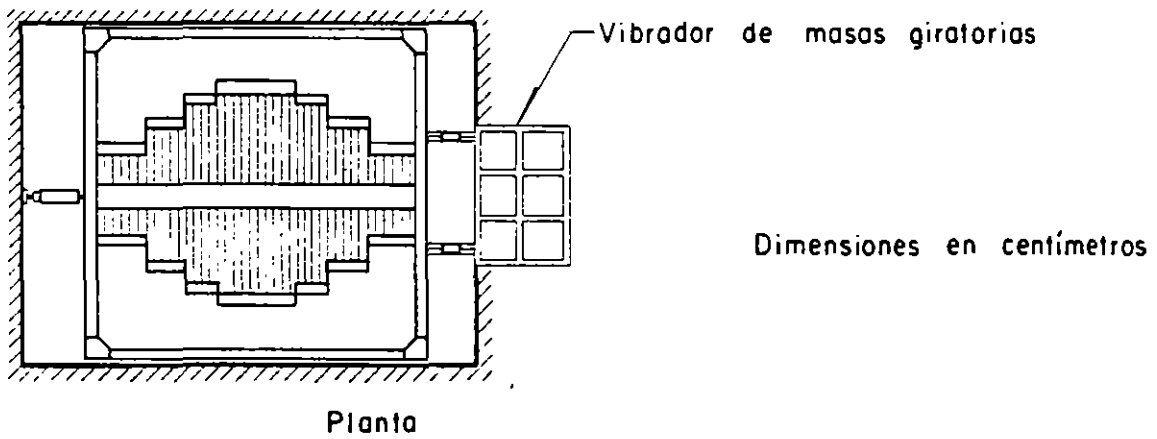 Vibrador de masas giratorias
Dimensiones en centímetros
Planta